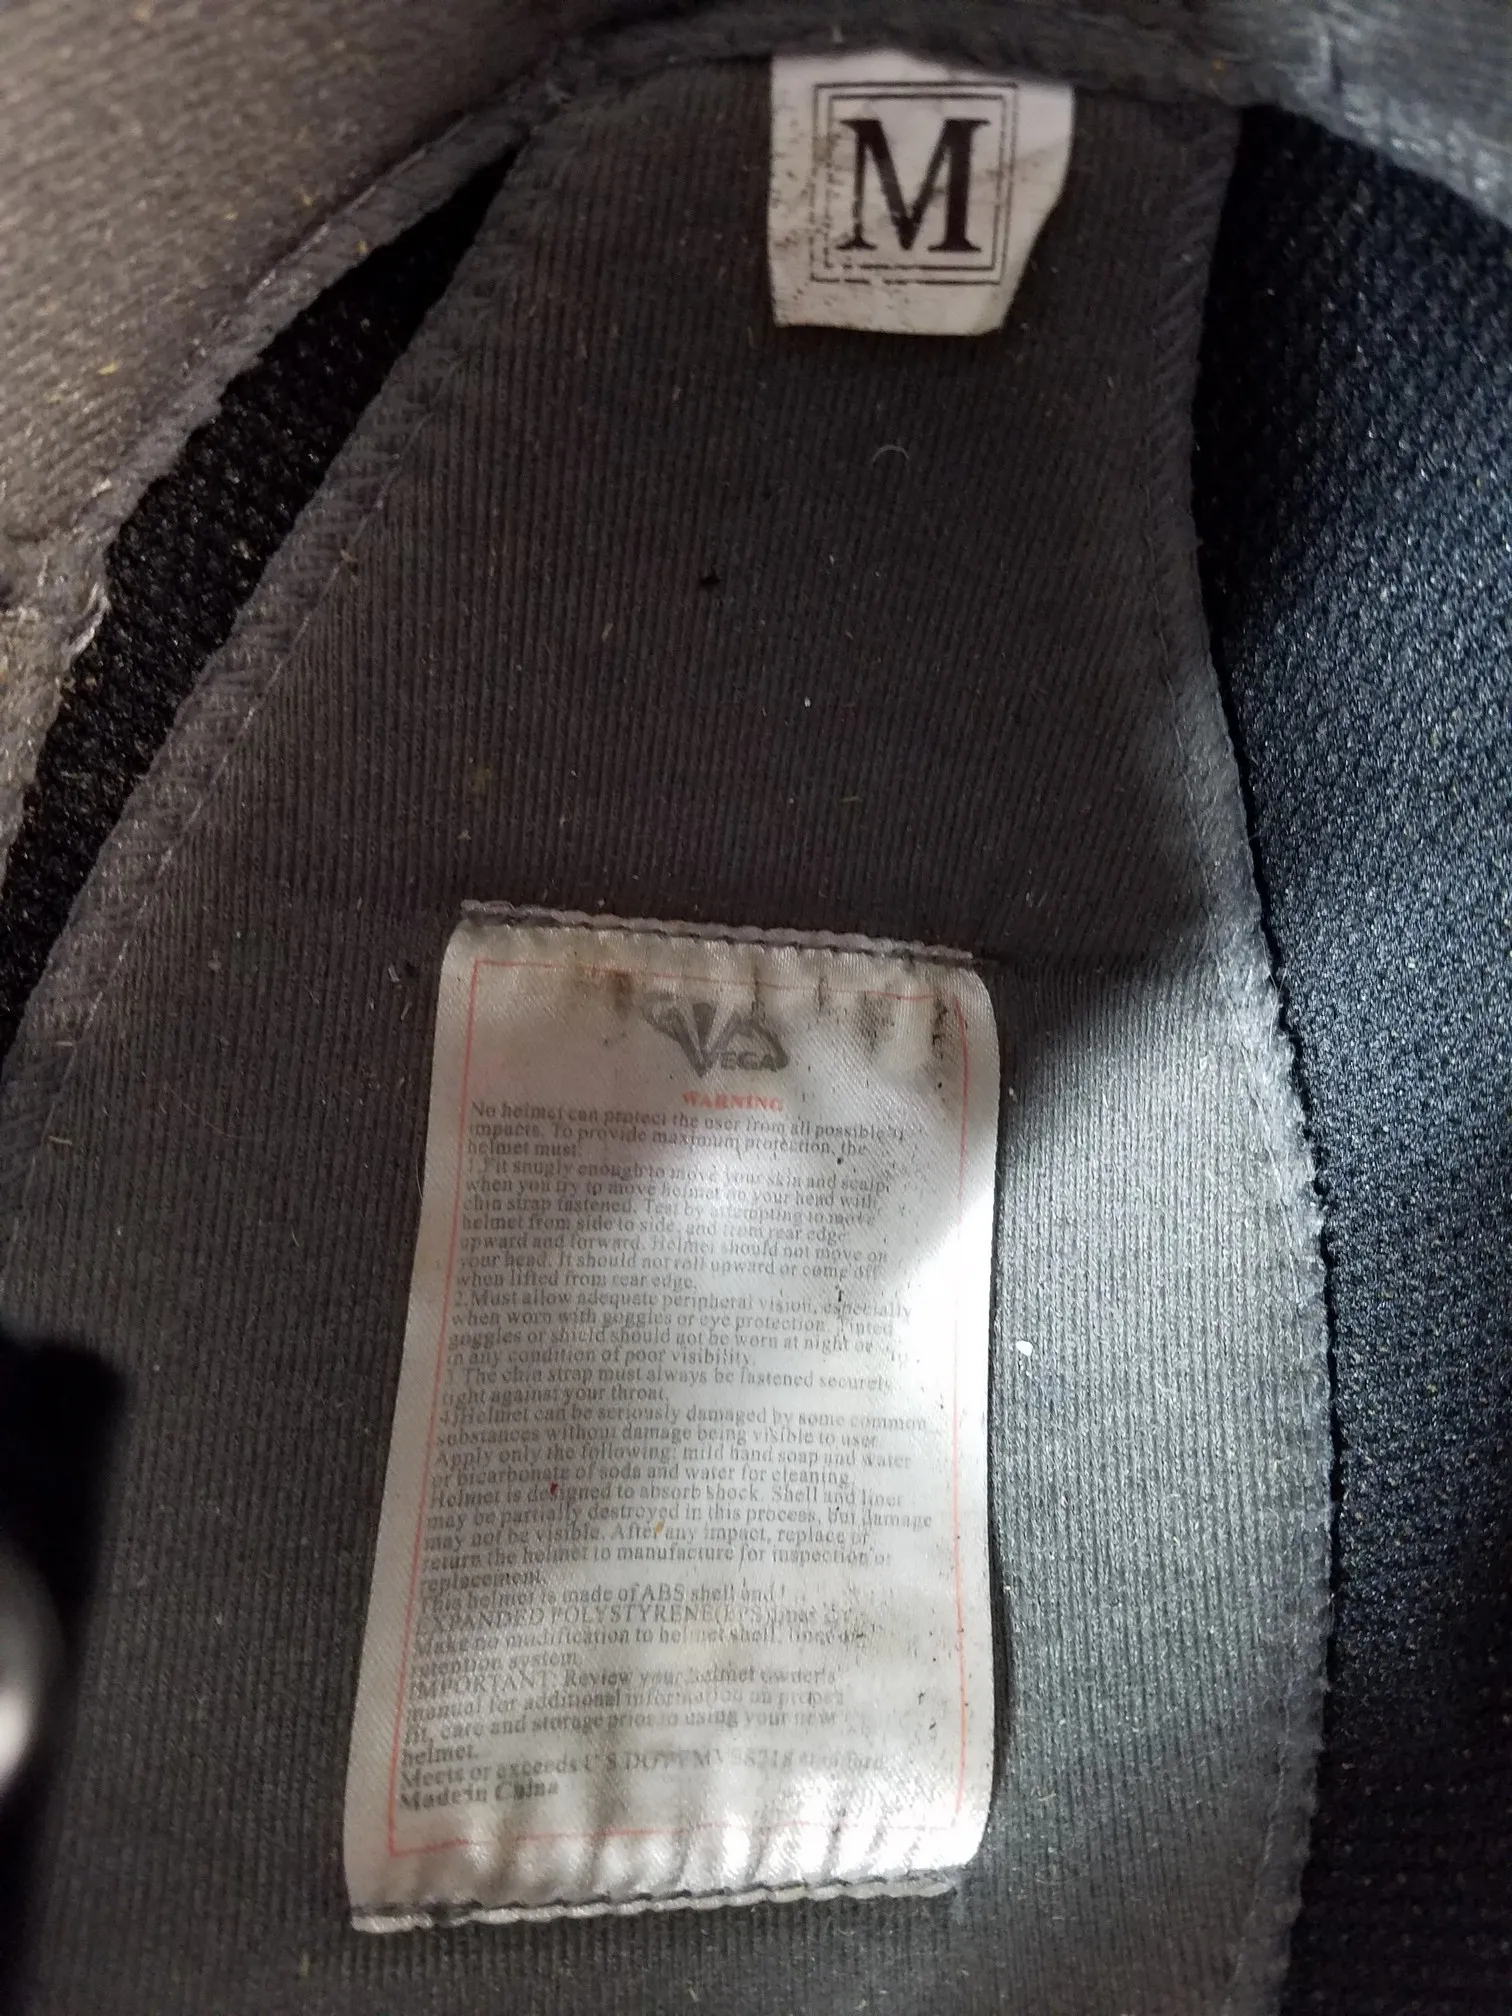 M
VEGA
WARNING
No helmet can protect the user from all possible
impacts. To provide maximum protection, the
helmet must:
1.Fit snugly enough to move your skin and scalp
when you try to move helmet on your head with
chin strap fastened. Test by attempting to move
helmet from side to side, and from rear edge
upward and forward. Helmet should not move on
your head. It should not roll upward or come off
when lifted from rear edge.
2.Must allow adequate peripheral vision, especially
when worn with goggles or eye protection. Tinted
goggles or shield should not be worn at night or
in any condition of poor visibility.
3 The chin strap must always be fastened securely
tight against your throat.
4.Helmet can be seriously damaged by some common
substances without damage being visible to user.
Apply only the following: mild hand soap and water
or bicarbonate of soda and water for cleaning.
Helmet is designed to absorb shock. Shell and liner
may be partially destroyed in this process, but damage
may not be visible. After any impact, replace or
return the helmet to manufacture for inspection or
replacement.
This helmet is made of ABS shell and
EXPANDED POLYSTYRENE(EPS)liner
Make no modification to helmet shell, liner or
retention system.
IMPORTANT: Review your helmet owner's
manual for additional information on proper
fit, care and storage prior to using your new
helmet.
Meets or exceeds U S DOT FMVSS218 standard
Made in China